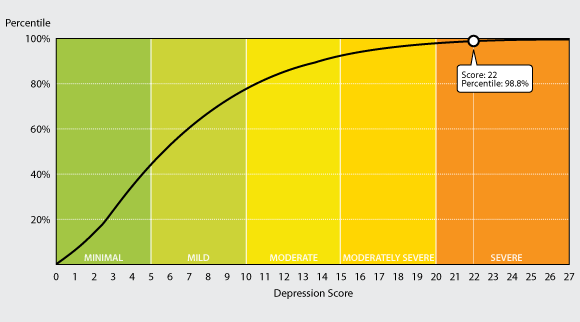 Percentile
100%
Score: 22
Percentile: 98.8%
80%
60%
40%
20%
MINIMAL MILD MODERATE MODERATELY SEVERE SEVERE
0 1 2 3 4 5 6 7 8 9 10 11 12 13 14 15 16 17 18 19 20 21 22 23 24 25 26 27
Depression Score